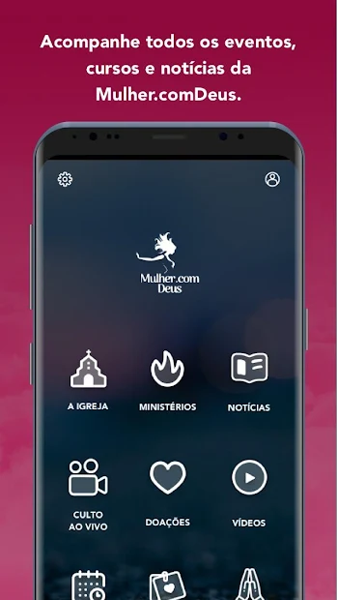 Acompanhe todos os eventos,
cursos e notícias da
Mulher.comDeus.
Mulher.com
Deus
A IGREJA
MINISTÉRIOS
NOTÍCIAS
CULTO
AO VIVO
DOAÇÕES
VÍDEOS